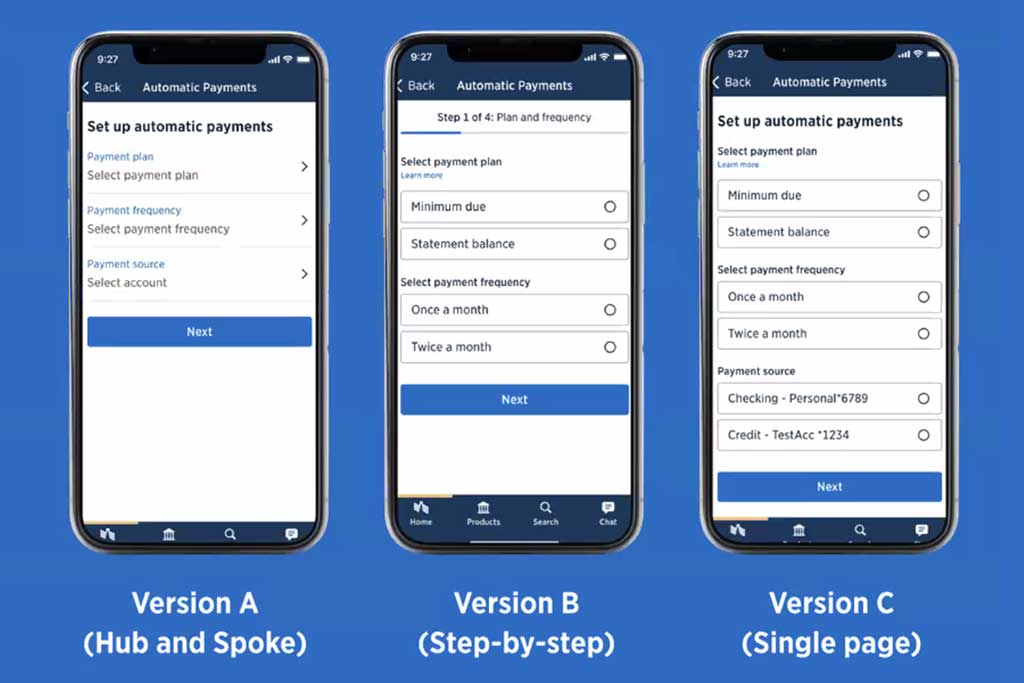 9:27
Back
Automatic Payments
Set up automatic payments
Payment plan
Select payment plan
Payment frequency
Select payment frequency
Payment source
Select account
Next
Version A
(Hub and Spoke)
9:27
Back
Automatic Payments
Step 1 of 4: Plan and frequency
Select payment plan
Learn more
Minimum due
Statement balance
Select payment frequency
Once a month
Twice a month
Next
Home
Products
Search
Chat
Version B
(Step-by-step)
9:27
Back
Automatic Payments
Set up automatic payments
Select payment plan
Learn more
Minimum due
Statement balance
Select payment frequency
Once a month
Twice a month
Payment source
Checking - Personal*6789
Credit - TestAcc *1234
Next
Version C
(Single page)